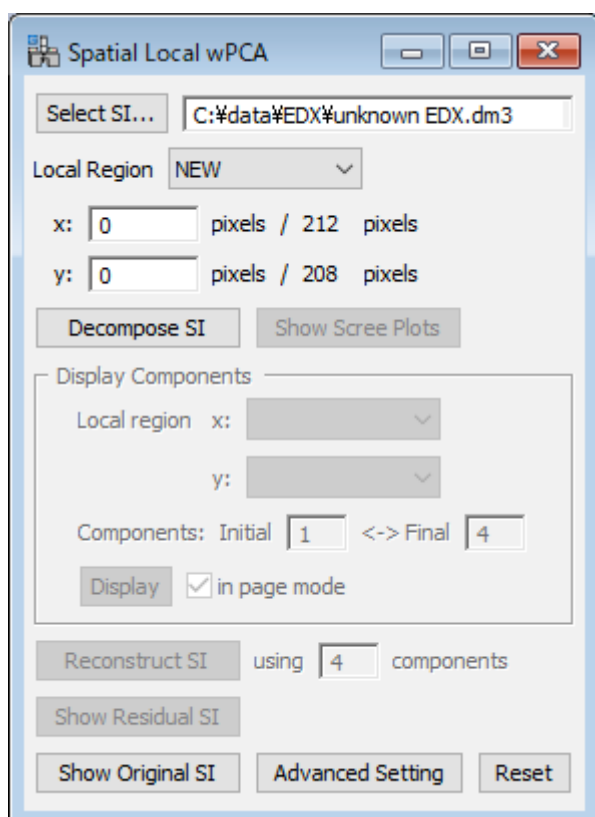 Spatial Local wPCA
Select SI... C:¥data¥EDX¥unknown EDX.dm3
Local Region NEW
x: 0 pixels / 212 pixels
y: 0 pixels / 208 pixels
Decompose SI Show Scree Plots
Display Components
Local region x:
y:
Components: Initial 1 <-> Final 4
Display in page mode
Reconstruct SI using 4 components
Show Residual SI
Show Original SI Advanced Setting Reset